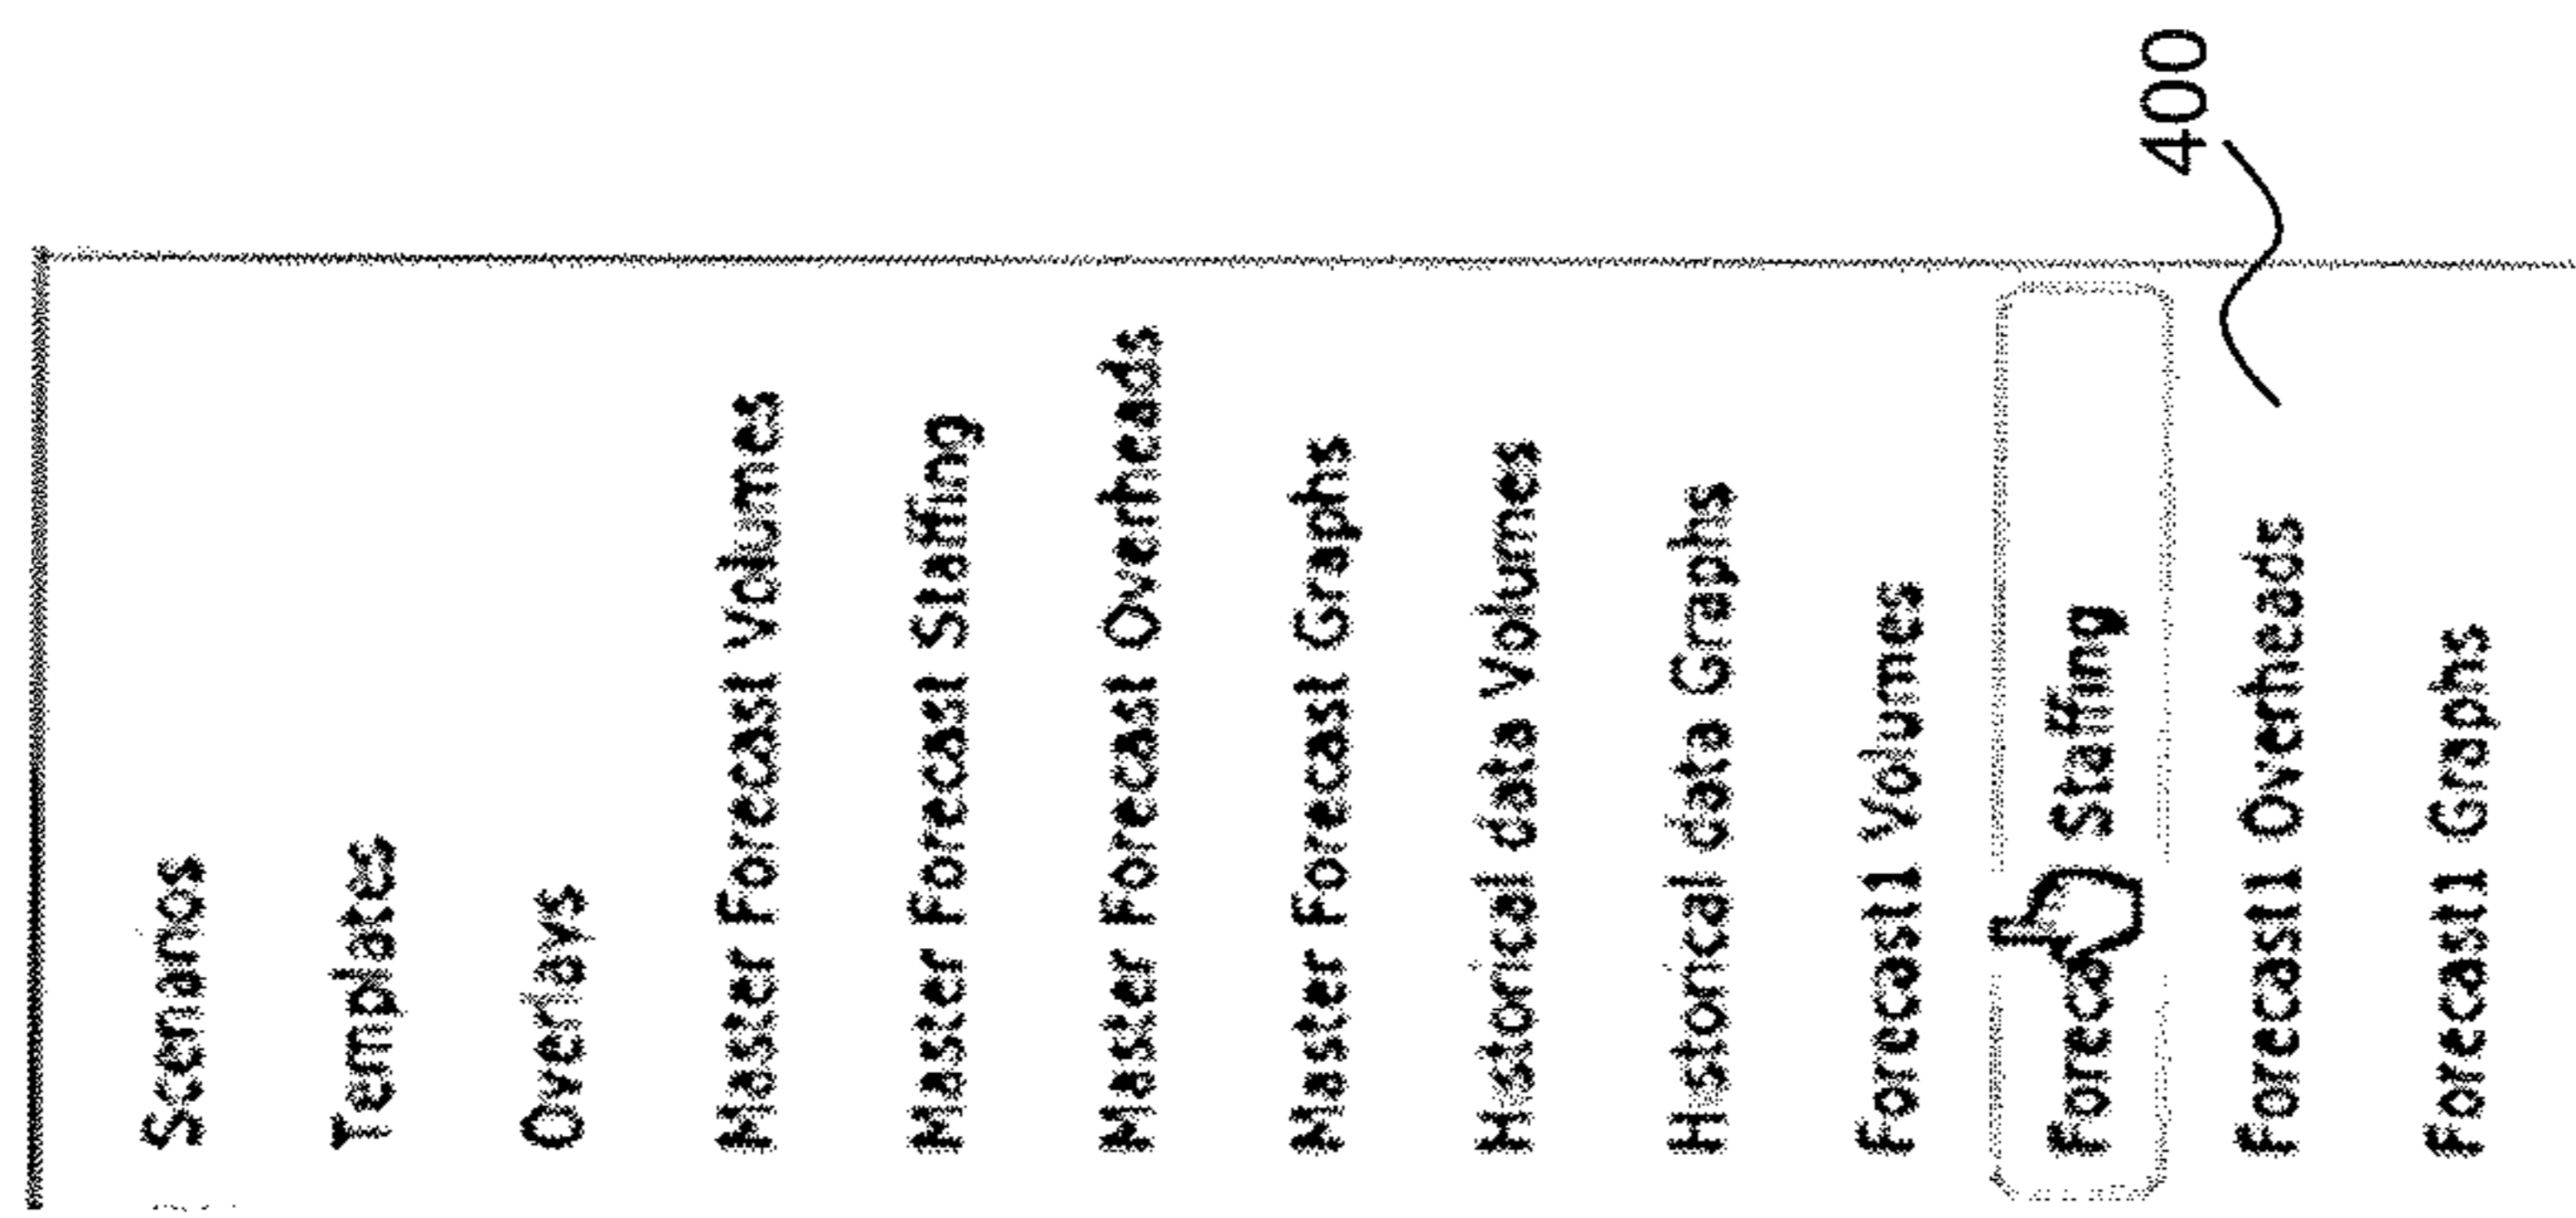 Scenarios
Templates
Overlays
Master Forecast Volumes
Master Forecast Staffing
Master Forecast Overheads
Master Forecast Graphs
Historical data Volumes
Historical data Graphs
Forecast1 Volumes
Forecast1 Staffing
Forecast1 Overheads
Forecast1 Graphs
400